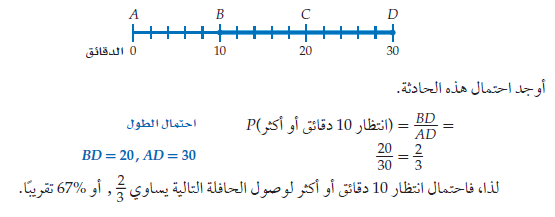 A B C D
الدقائق 0 10 20 30
أوجد احتمال هذه الحادثة.
احتمال الطول P(انتظار 10 دقائق أو أكثر) = BD/AD =
BD = 20 , AD = 30 20/30 = 2/3
لذا، فاحتمال انتظار 10 دقائق أو أكثر لوصول الحافلة التالية يساوي 2/3 , أو 67% تقريبًا.